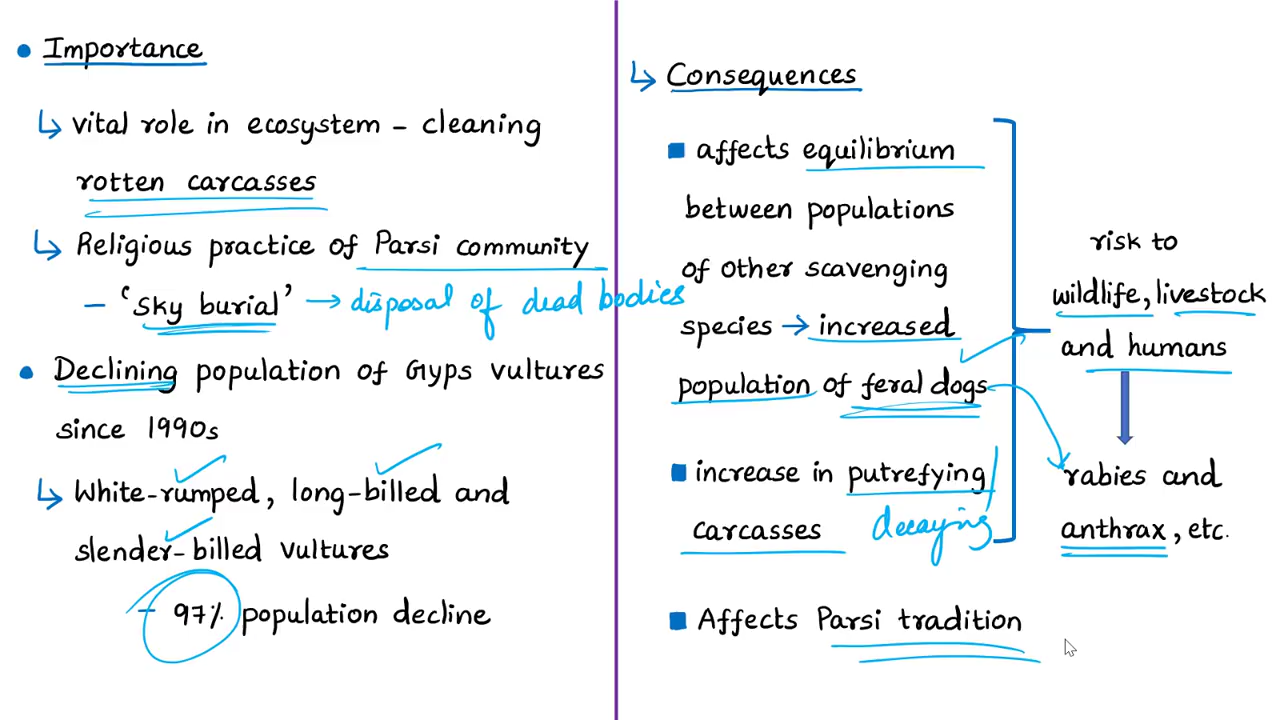 Importance
↳ vital role in ecosystem - cleaning
rotten carcasses
↳ Religious practice of Parsi community
- 'Sky burial' → disposal of dead bodies
Declining population of Gyps vultures
since 1990s
↳ White-rumped, long-billed and
slender-billed vultures
- 97% population decline
↳ Consequences
affects equilibrium
between populations
of other scavenging
species → increased
population of feral dogs
increase in putrefying/
carcasses decaying
Affects Parsi tradition
risk to
wildlife, livestock
and humans
rabies and
anthrax, etc.